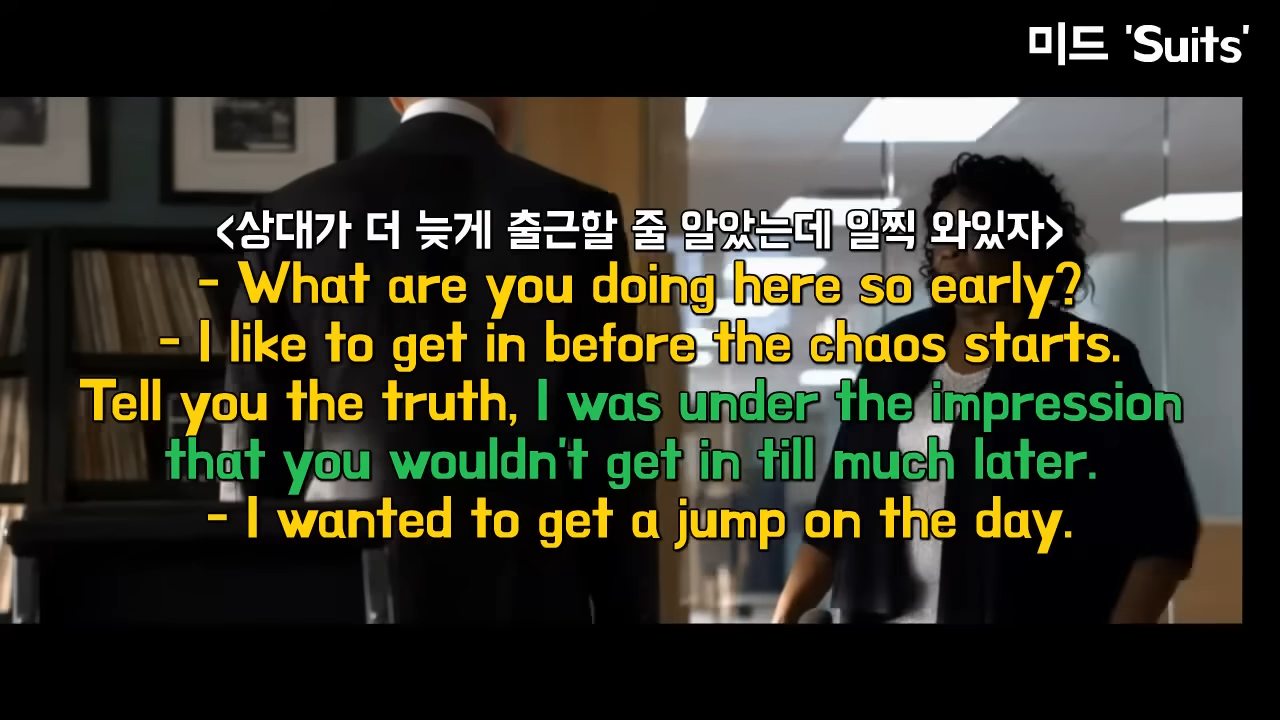 미드 'Suits'
<상대가 더 늦게 출근할 줄 알았는데 일찍 와있자>
- What are you doing here so early?
- I like to get in before the chaos starts.
Tell you the truth, I was under the impression
that you wouldn't get in till much later.
- I wanted to get a jump on the day.